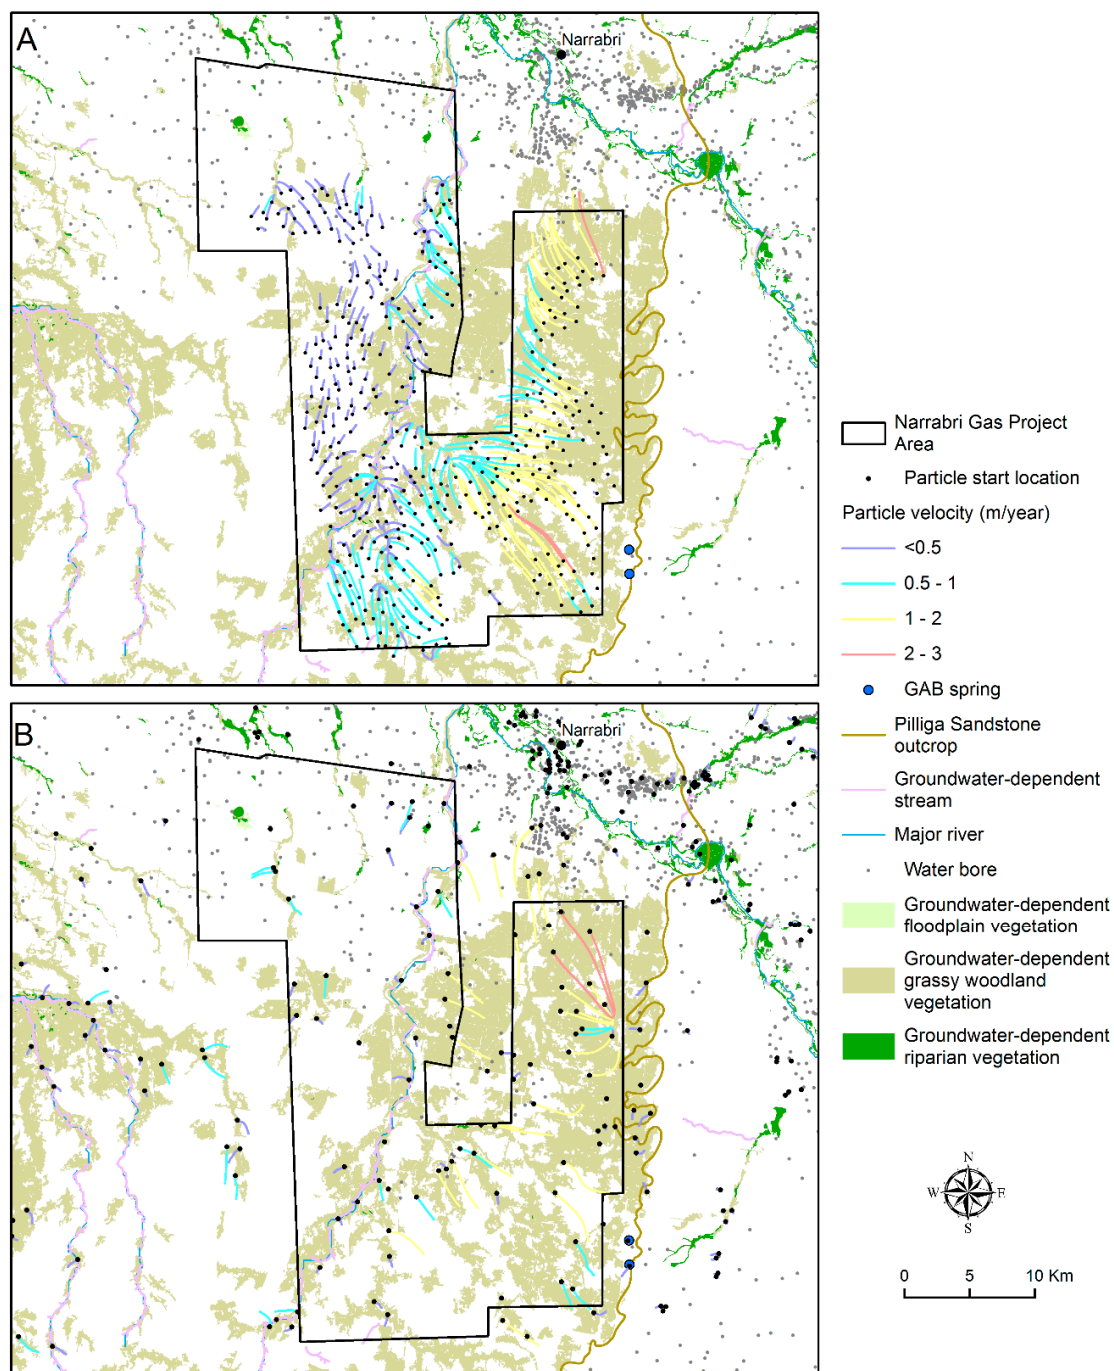 A
Narrabri
B
Narrabri
Narrabri Gas Project
Area
Particle start location
Particle velocity (m/year)
<0.5
0.5 - 1
1 - 2
2 - 3
GAB spring
Pilliga Sandstone
outcrop
Groundwater-dependent
stream
Major river
Water bore
Groundwater-dependent
floodplain vegetation
Groundwater-dependent
grassy woodland
vegetation
Groundwater-dependent
riparian vegetation
N
W E
S
0 5 10 Km